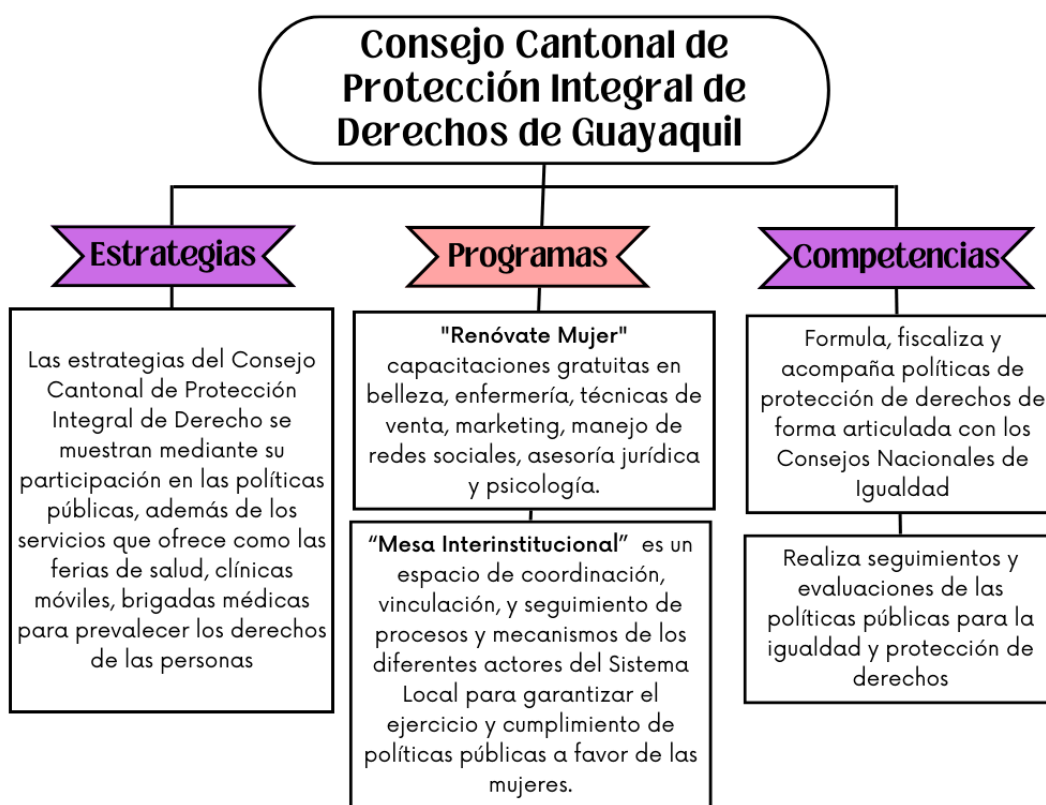 Consejo Cantonal de
Protección Integral de
Derechos de Guayaquil
Estrategias
Las estrategias del Consejo
Cantonal de Protección
Integral de Derecho se
muestran mediante su
participación en las políticas
públicas, además de los
servicios que ofrece como las
ferias de salud, clínicas
móviles, brigadas médicas
para prevalecer los derechos
de las personas
Programas
"Renóvate Mujer"
capacitaciones gratuitas en
belleza, enfermería, técnicas de
venta, marketing, manejo de
redes sociales, asesoría jurídica
y psicología.
“Mesa Interinstitucional” es un
espacio de coordinación,
vinculación, y seguimiento de
procesos y mecanismos de los
diferentes actores del Sistema
Local para garantizar el
ejercicio y cumplimiento de
políticas públicas a favor de las
mujeres.
Competencias
Formula, fiscaliza y
acompaña políticas de
protección de derechos de
forma articulada con los
Consejos Nacionales de
Igualdad
Realiza seguimientos y
evaluaciones de las
políticas públicas para la
igualdad y protección de
derechos